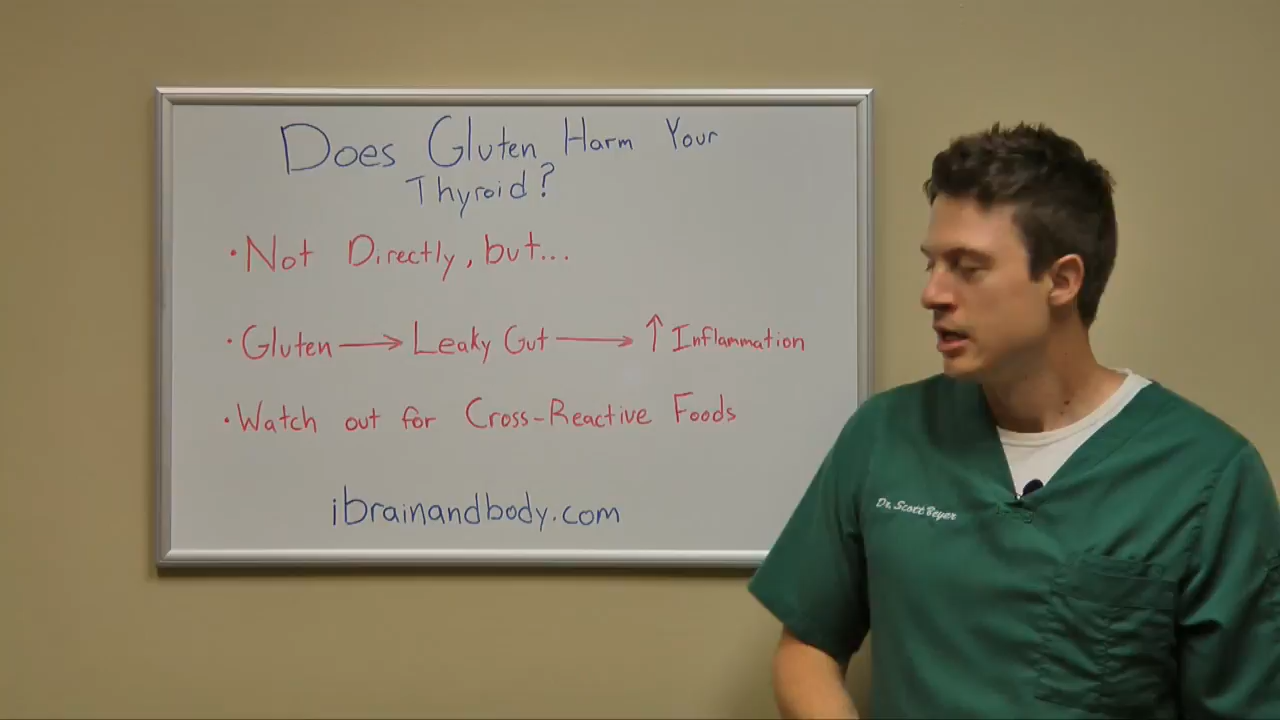 Does Gluten Harm Your
Thyroid?
• Not Directly, but...
• Gluten → Leaky Gut → ↑ Inflammation
• Watch out for Cross-Reactive Foods
ibrainandbody.com
Dr. Scott Beyer